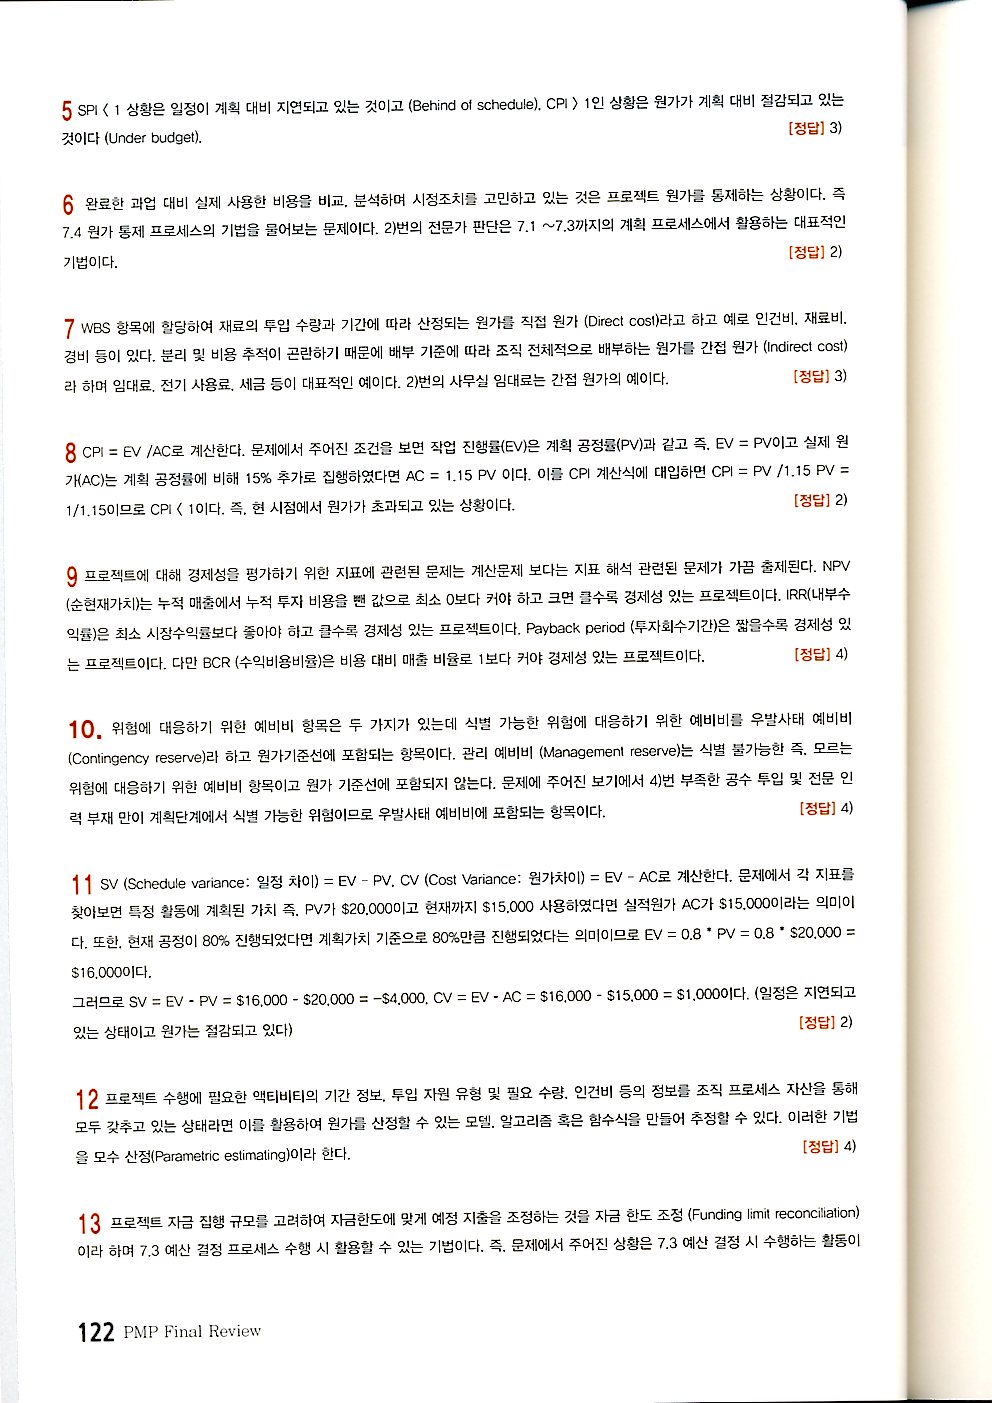 5 SPI < 1 상황은 일정이 계획 대비 지연되고 있는 것이고 (Behind of schedule), CPI > 1인 상황은 원가가 계획 대비 절감되고 있는
것이다 (Under budget). [정답] 3)
6 완료한 과업 대비 실제 사용한 비용을 비교, 분석하며 시정조치를 고민하고 있는 것은 프로젝트 원가를 통제하는 상황이다. 즉
7.4 원가 통제 프로세스의 기법을 물어보는 문제이다. 2)번의 전문가 판단은 7.1 ~7.3까지의 계획 프로세스에서 활용하는 대표적인
기법이다. [정답] 2)
7 WBS 항목에 할당하여 재료의 투입 수량과 기간에 따라 산정되는 원가를 직접 원가 (Direct cost)라고 하고 예로 인건비, 재료비,
경비 등이 있다. 분리 및 비용 추적이 곤란하기 때문에 배부 기준에 따라 조직 전체적으로 배부하는 원가를 간접 원가 (Indirect cost)
라 하며 임대료, 전기 사용료, 세금 등이 대표적인 예이다. 2)번의 사무실 임대료는 간접 원가의 예이다. [정답] 3)
8 CPI = EV /AC로 계산한다. 문제에서 주어진 조건을 보면 작업 진행률(EV)은 계획 공정률(PV)과 같고 즉, EV = PV이고 실제 원
가(AC)는 계획 공정률에 비해 15% 추가로 집행하였다면 AC = 1.15 PV 이다. 이를 CPI 계산식에 대입하면 CPI = PV /1.15 PV =
1/1.15이므로 CPI < 1이다. 즉, 현 시점에서 원가가 초과되고 있는 상황이다. [정답] 2)
9 프로젝트에 대해 경제성을 평가하기 위한 지표에 관련된 문제는 계산문제 보다는 지표 해석 관련된 문제가 가끔 출제된다. NPV
(순현재가치)는 누적 매출에서 누적 투자 비용을 뺀 값으로 최소 0보다 커야 하고 크면 클수록 경제성 있는 프로젝트이다. IRR(내부수
익률)은 최소 시장수익률보다 좋아야 하고 클수록 경제성 있는 프로젝트이다. Payback period (투자회수기간)은 짧을수록 경제성 있
는 프로젝트이다. 다만 BCR (수익비용비율)은 비용 대비 매출 비율로 1보다 커야 경제성 있는 프로젝트이다. [정답] 4)
10. 위험에 대응하기 위한 예비비 항목은 두 가지가 있는데 식별 가능한 위험에 대응하기 위한 예비비를 우발사태 예비비
(Contingency reserve)라 하고 원가기준선에 포함되는 항목이다. 관리 예비비 (Management reserve)는 식별 불가능한 즉, 모르는
위험에 대응하기 위한 예비비 항목이고 원가 기준선에 포함되지 않는다. 문제에 주어진 보기에서 4)번 부족한 공수 투입 및 전문 인
력 부재 만이 계획단계에서 식별 가능한 위험이므로 우발사태 예비비에 포함되는 항목이다. [정답] 4)
11 SV (Schedule variance: 일정 차이) = EV - PV, CV (Cost Variance: 원가차이) = EV - AC로 계산한다. 문제에서 각 지표를
찾아보면 특정 활동에 계획된 가치 즉, PV가 $20,000이고 현재까지 $15,000 사용하였다면 실적원가 AC가 $15,000이라는 의미이
다. 또한, 현재 공정이 80% 진행되었다면 계획가치 기준으로 80%만큼 진행되었다는 의미이므로 EV = 0.8 * PV = 0.8 * $20,000 =
$16,000이다.
그러므로 SV = EV - PV = $16,000 - $20,000 = -$4,000, CV = EV - AC = $16,000 - $15,000 = $1,000이다. (일정은 지연되고
있는 상태이고 원가는 절감되고 있다) [정답] 2)
12 프로젝트 수행에 필요한 액티비티의 기간 정보, 투입 자원 유형 및 필요 수량, 인건비 등의 정보를 조직 프로세스 자산을 통해
모두 갖추고 있는 상태라면 이를 활용하여 원가를 산정할 수 있는 모델, 알고리즘 혹은 함수식을 만들어 추정할 수 있다. 이러한 기법
을 모수 산정(Parametric estimating)이라 한다. [정답] 4)
13 프로젝트 자금 집행 규모를 고려하여 자금한도에 맞게 예정 지출을 조정하는 것을 자금 한도 조정 (Funding limit reconciliation)
이라 하며 7.3 예산 결정 프로세스 수행 시 활용할 수 있는 기법이다. 즉, 문제에서 주어진 상황은 7.3 예산 결정 시 수행하는 활동이
122 PMP Final Review